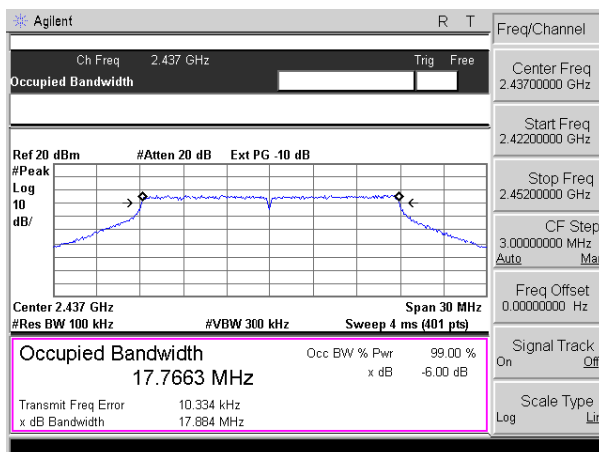 Agilent R T
Ch Freq 2.437 GHz Trig Free
Occupied Bandwidth
Ref 20 dBm #Atten 20 dB Ext PG -10 dB
#Peak
Log
10
dB/
Center 2.437 GHz Span 30 MHz
#Res BW 100 kHz #VBW 300 kHz Sweep 4 ms (401 pts)
Occupied Bandwidth Occ BW % Pwr 99.00 %
17.7663 MHz x dB -6.00 dB
Transmit Freq Error 10.334 kHz
x dB Bandwidth 17.884 MHz
Freq/Channel
Center Freq
2.43700000 GHz
Start Freq
2.42200000 GHz
Stop Freq
2.45200000 GHz
CF Step
3.00000000 MHz
Auto Ma
Freq Offset
0.00000000 Hz
Signal Track
On Off
Scale Type
Log Lin